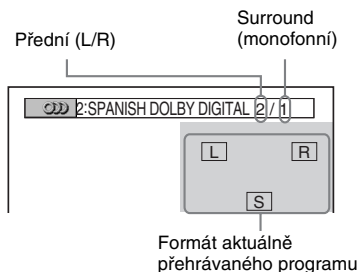 Surround
(monofonní)
Přední (L/R)
2:SPANISH DOLBY DIGITAL 2 / 1
L R
S
Formát aktuálně
přehrávaného programu